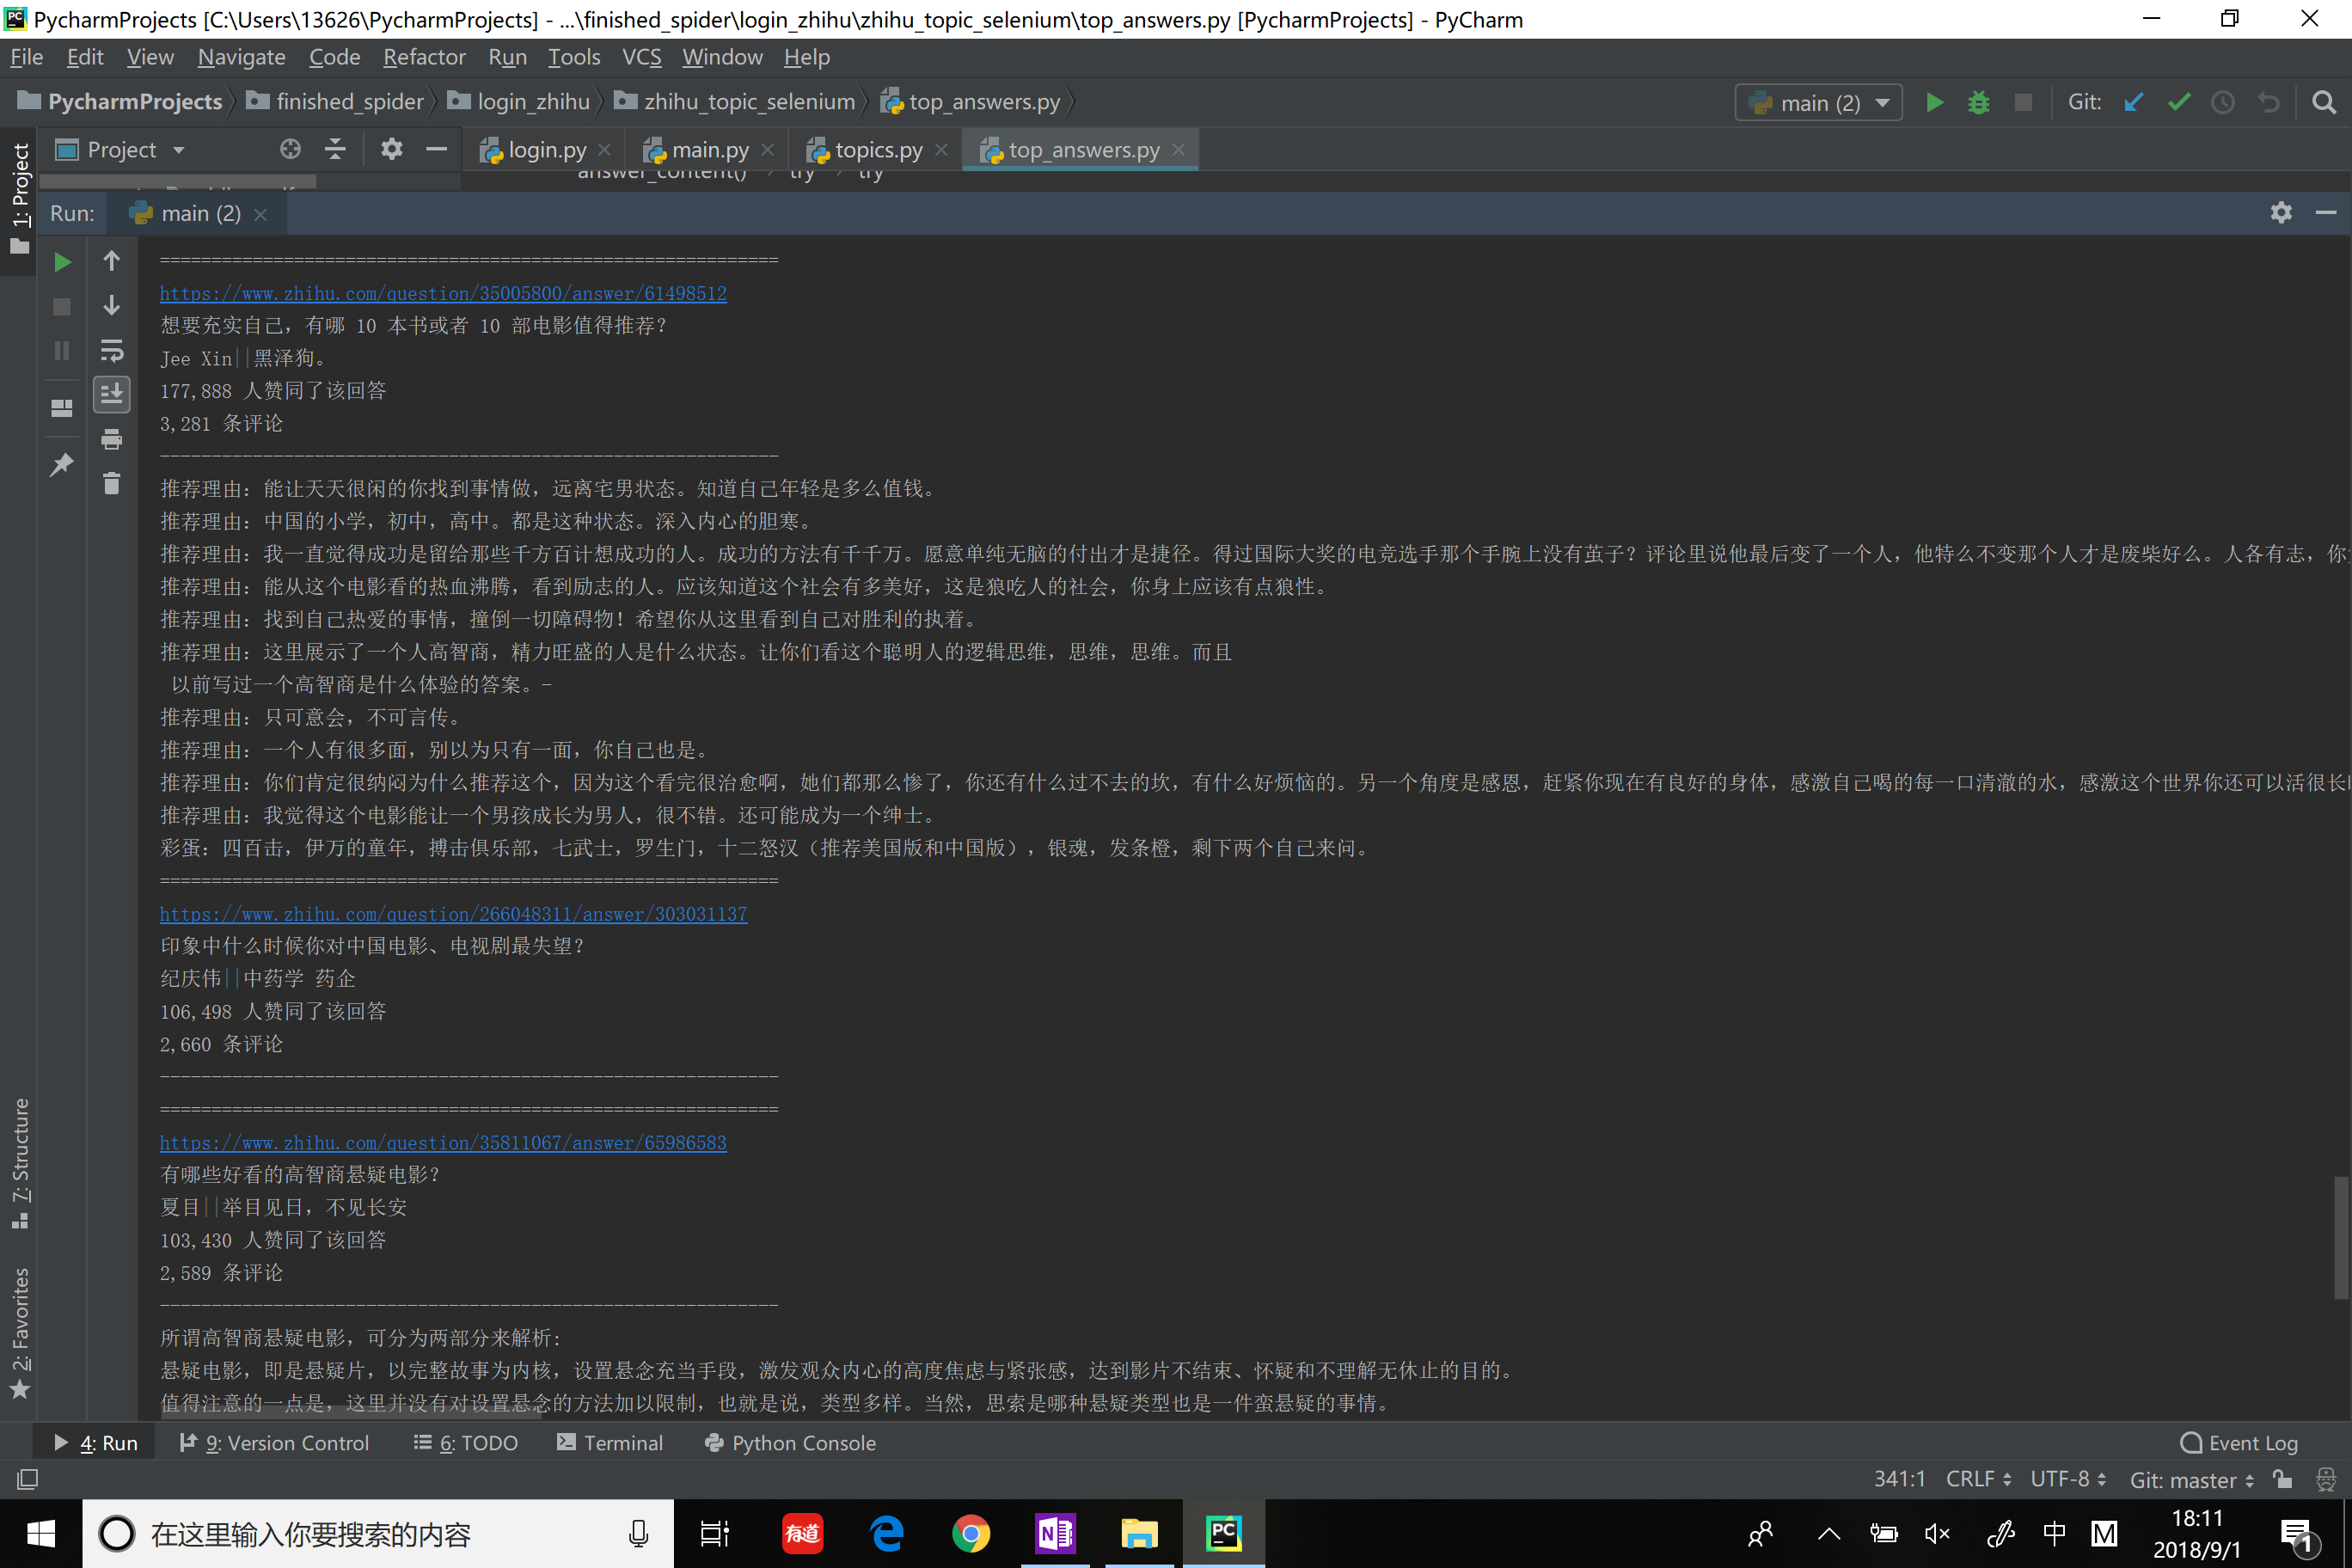 PycharmProjects [C:\Users\13626\PycharmProjects] - ...\finished_spider\login_zhihu\zhihu_topic_selenium\top_answers.py [PycharmProjects] - PyCharm
File Edit View Navigate Code Refactor Run Tools VCS Window Help
PycharmProjects finished_spider login_zhihu zhihu_topic_selenium top_answers.py main (2) Git:
1: Project
Project login.py main.py topics.py top_answers.py
answer_content() try try
Run: main (2)
============================================================
https://www.zhihu.com/question/35005800/answer/61498512
想要充实自己，有哪 10 本书或者 10 部电影值得推荐？
Jee Xin||黑泽狗。
177,888 人赞同了该回答
3,281 条评论
------------------------------------------------------------
推荐理由：能让天天很闲的你找到事情做，远离宅男状态。知道自己年轻是多么值钱。
推荐理由：中国的小学，初中，高中。都是这种状态。深入内心的胆寒。
推荐理由：我一直觉得成功是留给那些千方百计想成功的人。成功的方法有千千万。愿意单纯无脑的付出才是捷径。得过国际大奖的电竞选手那个手腕上没有茧子？评论里说他最后变了一个人，他特么不变那个人才是废柴好么。人各有志，你
推荐理由：能从这个电影看的热血沸腾，看到励志的人。应该知道这个社会有多美好，这是狼吃人的社会，你身上应该有点狼性。
推荐理由：找到自己热爱的事情，撞倒一切障碍物！希望你从这里看到自己对胜利的执着。
推荐理由：这里展示了一个人高智商，精力旺盛的人是什么状态。让你们看这个聪明人的逻辑思维，思维，思维。而且
以前写过一个高智商是什么体验的答案。-
推荐理由：只可意会，不可言传。
推荐理由：一个人有很多面，别以为只有一面，你自己也是。
推荐理由：你们肯定很纳闷为什么推荐这个，因为这个看完很治愈啊，她们都那么惨了，你还有什么过不去的坎，有什么好烦恼的。另一个角度是感恩，赶紧你现在有良好的身体，感激自己喝的每一口清澈的水，感激这个世界你还可以活很长
推荐理由：我觉得这个电影能让一个男孩成长为男人，很不错。还可能成为一个绅士。
彩蛋：四百击，伊万的童年，搏击俱乐部，七武士，罗生门，十二怒汉（推荐美国版和中国版），银魂，发条橙，剩下两个自己来问。
============================================================
https://www.zhihu.com/question/266048311/answer/303031137
印象中什么时候你对中国电影、电视剧最失望？
纪庆伟||中药学 药企
106,498 人赞同了该回答
2,660 条评论
------------------------------------------------------------
============================================================
https://www.zhihu.com/question/35811067/answer/65986583
有哪些好看的高智商悬疑电影？
夏目||举目见日，不见长安
103,430 人赞同了该回答
2,589 条评论
------------------------------------------------------------
所谓高智商悬疑电影，可分为两部分来解析：
悬疑电影，即是悬疑片，以完整故事为内核，设置悬念充当手段，激发观众内心的高度焦虑与紧张感，达到影片不结束、怀疑和不理解无休止的目的。
值得注意的一点是，这里并没有对设置悬念的方法加以限制，也就是说，类型多样。当然，思索是哪种悬疑类型也是一件蛮悬疑的事情。
7: Structure
2: Favorites
4: Run 9: Version Control 6: TODO Terminal Python Console Event Log
341:1 CRLF UTF-8 Git: master
在这里输入你要搜索的内容 有道 N PC 中 M 18:11
2018/9/1 1